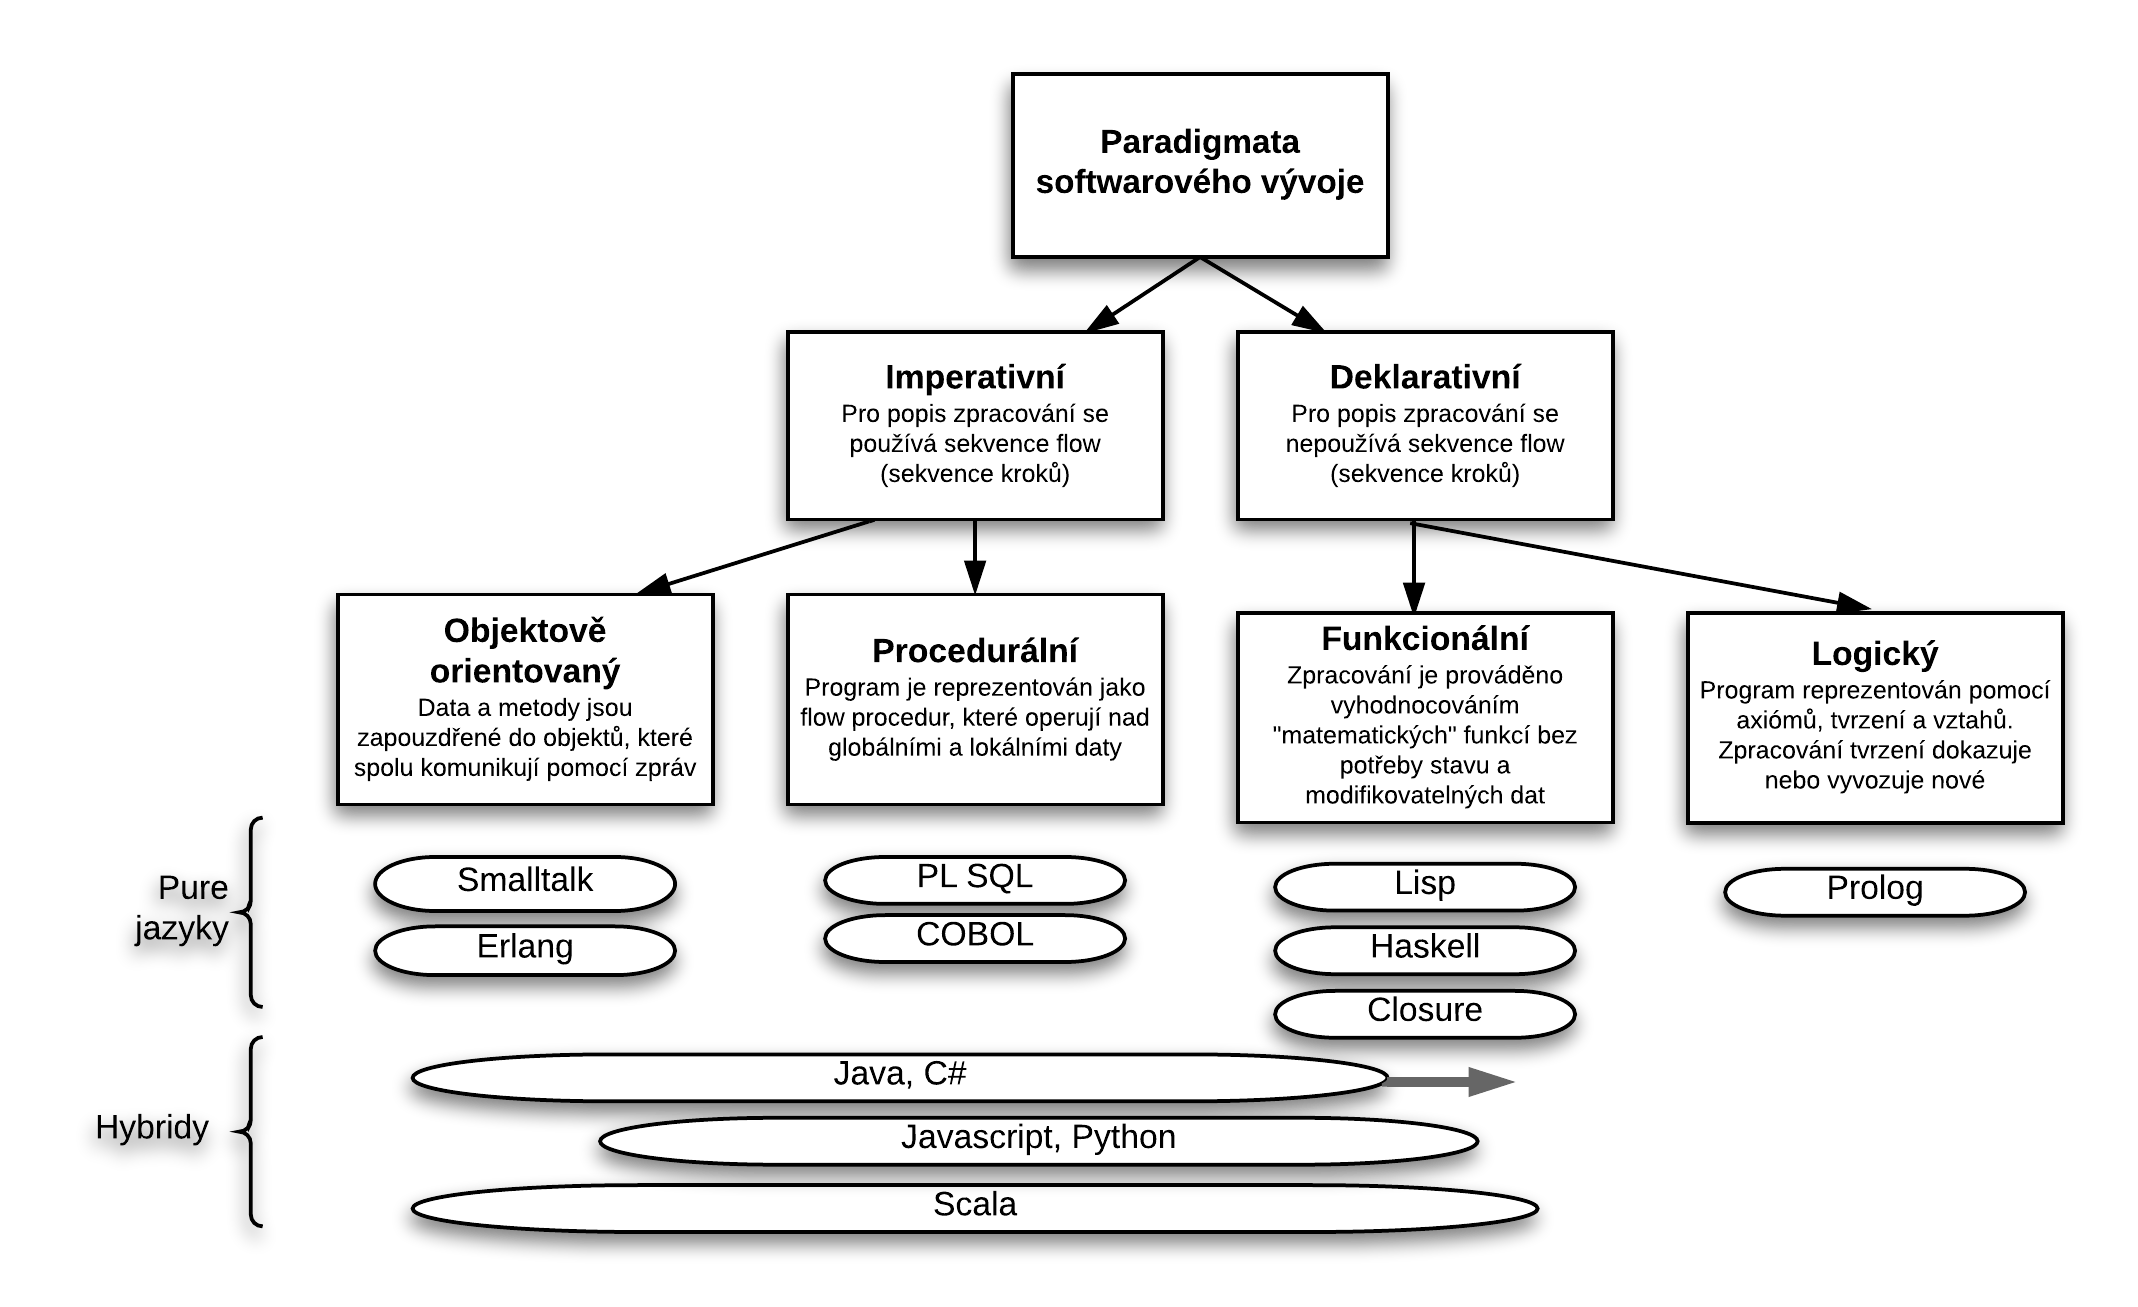 Paradigmata
softwarového vývoje
Imperativní
Pro popis zpracování se
používá sekvence flow
(sekvence kroků)
Deklarativní
Pro popis zpracování se
nepoužívá sekvence flow
(sekvence kroků)
Objektově
orientovaný
Data a metody jsou
zapouzdřené do objektů, které
spolu komunikují pomocí zpráv
Procedurální
Program je reprezentován jako
flow procedur, které operují nad
globálními a lokálními daty
Funkcionální
Zpracování je prováděno
vyhodnocováním
"matematických" funkcí bez
potřeby stavu a
modifikovatelných dat
Logický
Program reprezentován pomocí
axiómů, tvrzení a vztahů.
Zpracování tvrzení dokazuje
nebo vyvozuje nové
Pure
jazyky
Smalltalk
Erlang
PL SQL
COBOL
Lisp
Haskell
Closure
Prolog
Hybridy
Java, C#
Javascript, Python
Scala